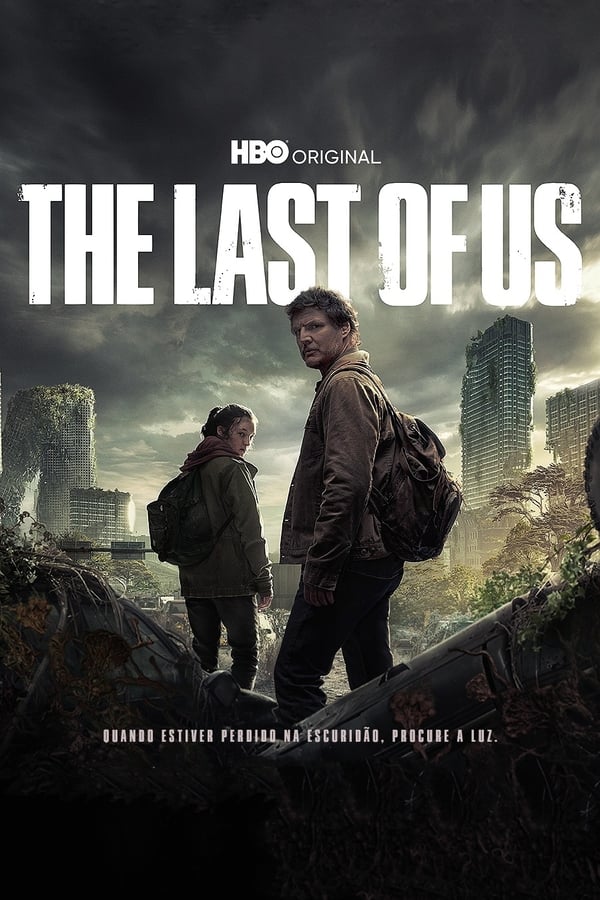 HBO ORIGINAL
THE LAST OF US
QUANDO ESTIVER PERDIDO NA ESCURIDÃO, PROCURE A LUZ.